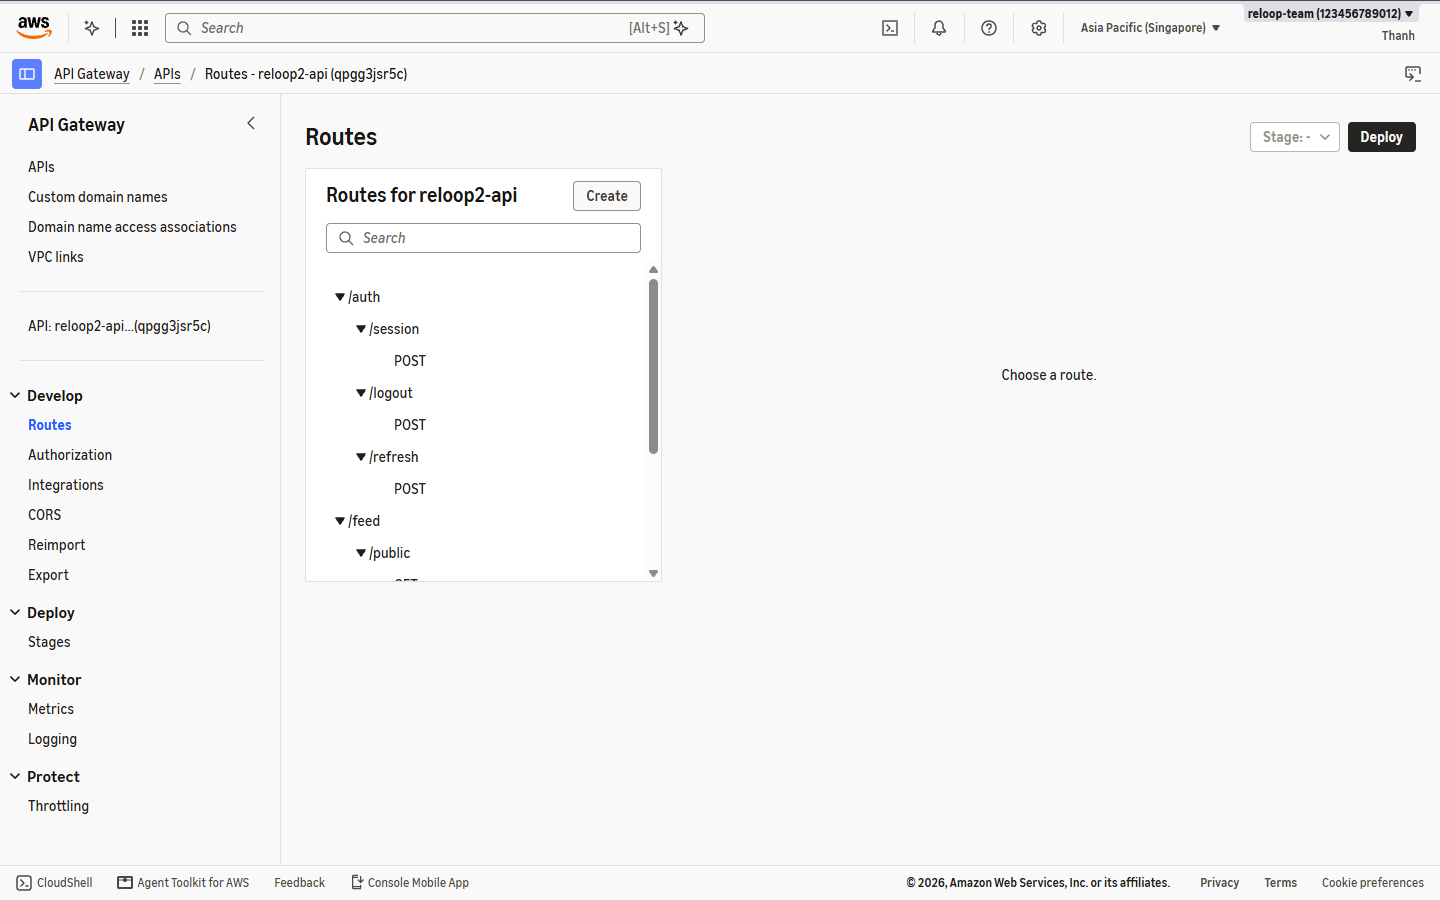 aws
Search [Alt+S]
Asia Pacific (Singapore)
reloop-team (123456789012)
Thanh
API Gateway / APIs / Routes - reloop2-api (qpgg3jsr5c)
API Gateway
APIs
Custom domain names
Domain name access associations
VPC links
API: reloop2-api...(qpgg3jsr5c)
Develop
Routes
Authorization
Integrations
CORS
Reimport
Export
Deploy
Stages
Monitor
Metrics
Logging
Protect
Throttling
Routes
Stage: -
Deploy
Routes for reloop2-api
Create
Search
/auth
/session
POST
/logout
POST
/refresh
POST
/feed
/public
GET
Choose a route.
CloudShell
Agent Toolkit for AWS
Feedback
Console Mobile App
© 2026, Amazon Web Services, Inc. or its affiliates.
Privacy
Terms
Cookie preferences